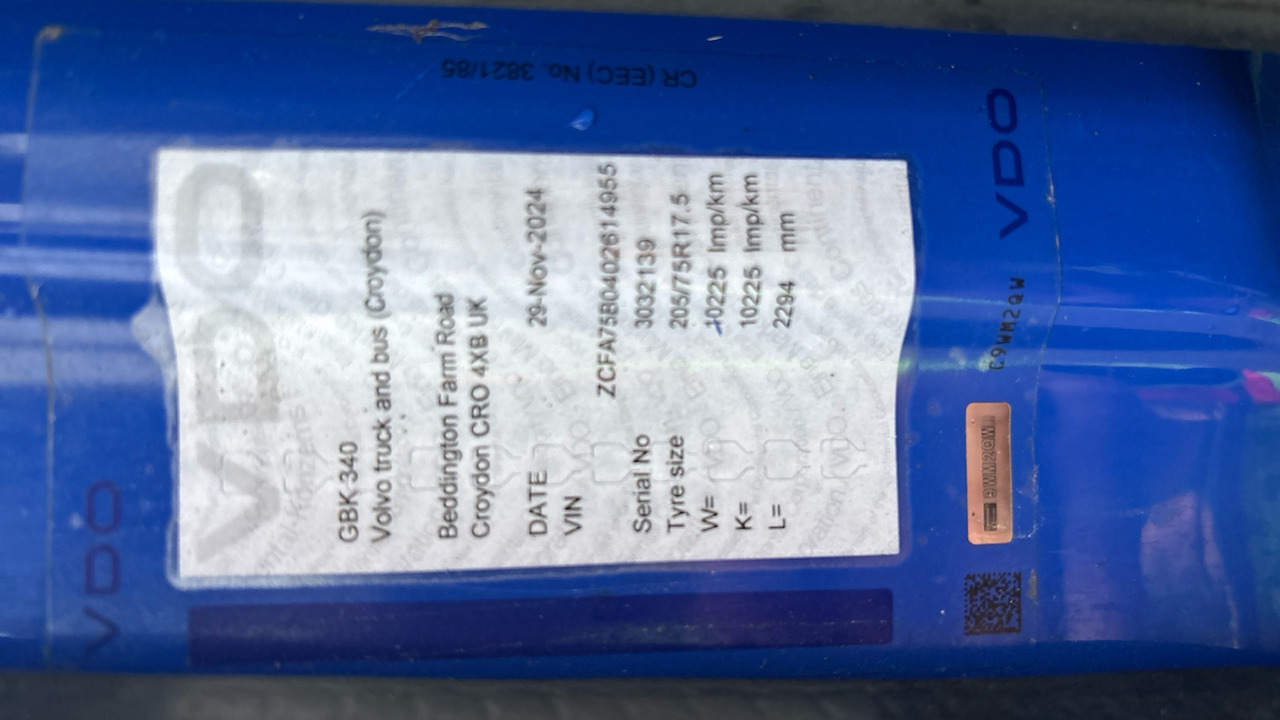 CR (EEC) No. 3821/85
VDO
VDO
GBK 340
Volvo truck and bus (Croydon)
Beddington Farm Road
Croydon CRO 4XB UK
DATE 29-Nov-2024
VIN
ZCFA75B0402614955
Serial No 3032139
Tyre size 205/75R17.5
W= 10225 Imp/km
K= 10225 Imp/km
L= 2294 mm
VDO
C9WM2QW